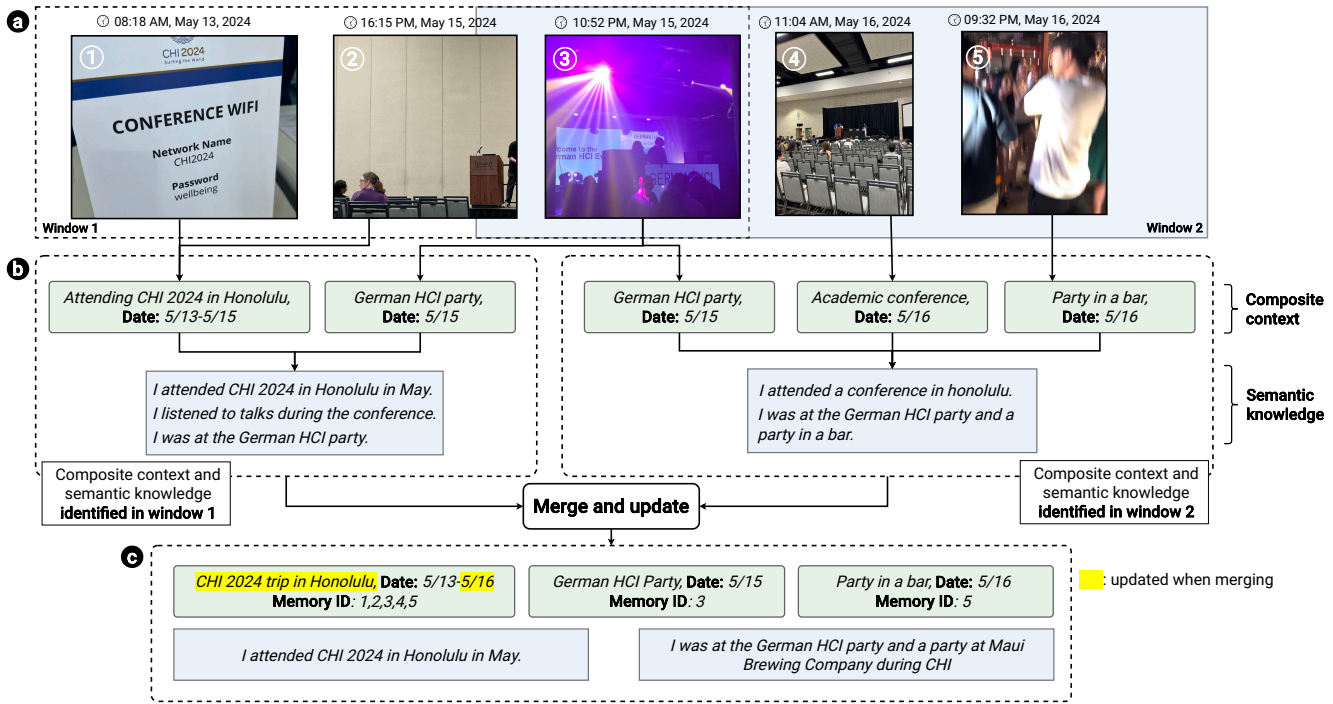 a
08:18 AM, May 13, 2024
16:15 PM, May 15, 2024
10:52 PM, May 15, 2024
11:04 AM, May 16, 2024
09:32 PM, May 16, 2024
1
2
3
4
5
CHI 2024
Surfing the World
CONFERENCE WIFI
Network Name
CHI2024
Password
wellbeing
come to the
rman HCI Ev
GERMAN H
GERMAN HCI
Window 1
Window 2
b
Attending CHI 2024 in Honolulu,
Date: 5/13-5/15
German HCI party,
Date: 5/15
German HCI party,
Date: 5/15
Academic conference,
Date: 5/16
Party in a bar,
Date: 5/16
Composite
context
I attended CHI 2024 in Honolulu in May.
I listened to talks during the conference.
I was at the German HCI party.
I attended a conference in honolulu.
I was at the German HCI party and a
party in a bar.
Semantic
knowledge
Composite context and
semantic knowledge
identified in window 1
Merge and update
Composite context and
semantic knowledge
identified in window 2
c
CHI 2024 trip in Honolulu, Date: 5/13-5/16
Memory ID: 1,2,3,4,5
German HCI Party, Date: 5/15
Memory ID: 3
Party in a bar, Date: 5/16
Memory ID: 5
: updated when merging
I attended CHI 2024 in Honolulu in May.
I was at the German HCI party and a party at Maui
Brewing Company during CHI